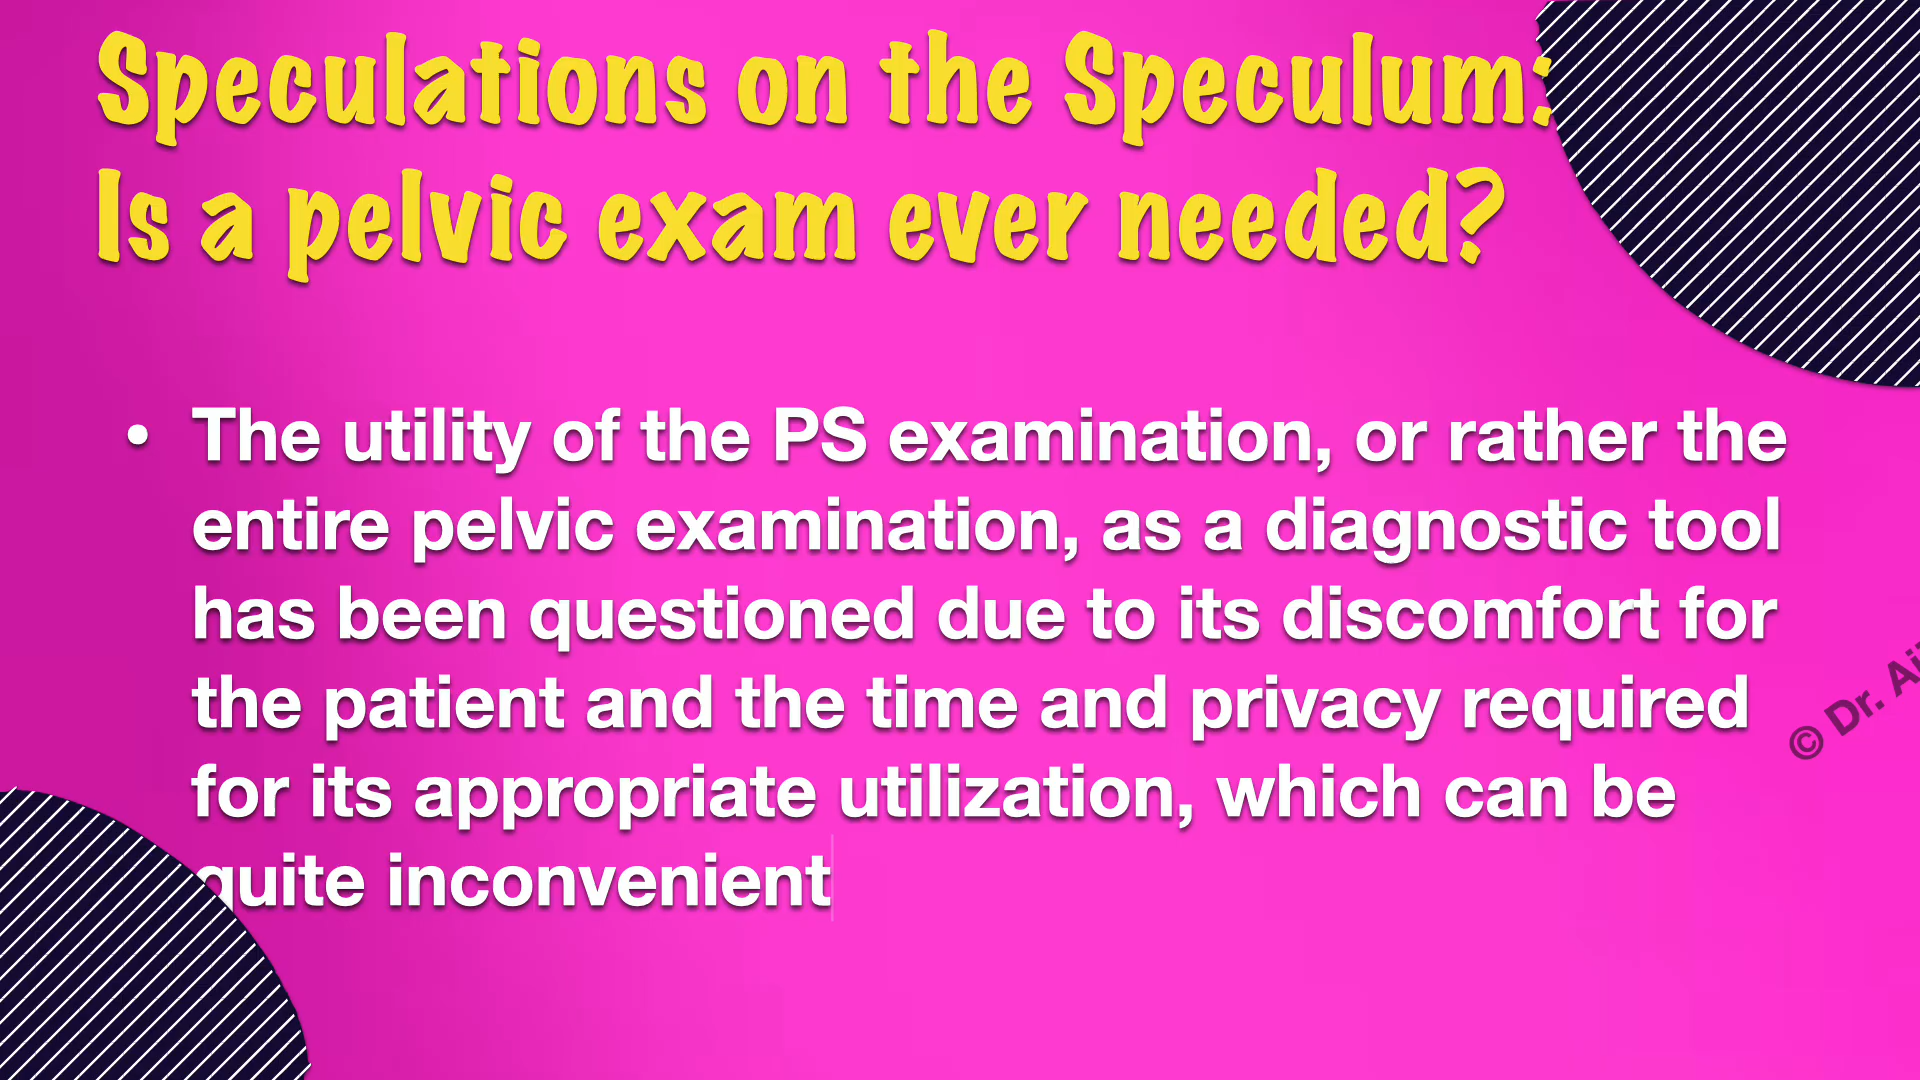 Speculations on the Speculum:
Is a pelvic exam ever needed?
• The utility of the PS examination, or rather the
entire pelvic examination, as a diagnostic tool
has been questioned due to its discomfort for
the patient and the time and privacy required
for its appropriate utilization, which can be
quite inconvenient
© Dr.